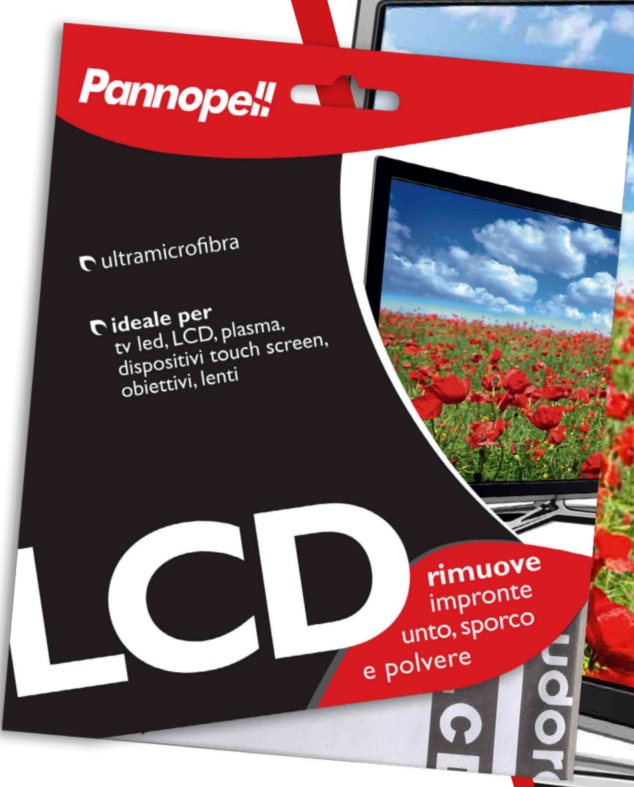 Pannopell
ultramicrofibra
ideale per
tv led, LCD, plasma,
dispositivi touch screen,
obiettivi, lenti
LCD
rimuove
impronte
unto, sporco
e polvere